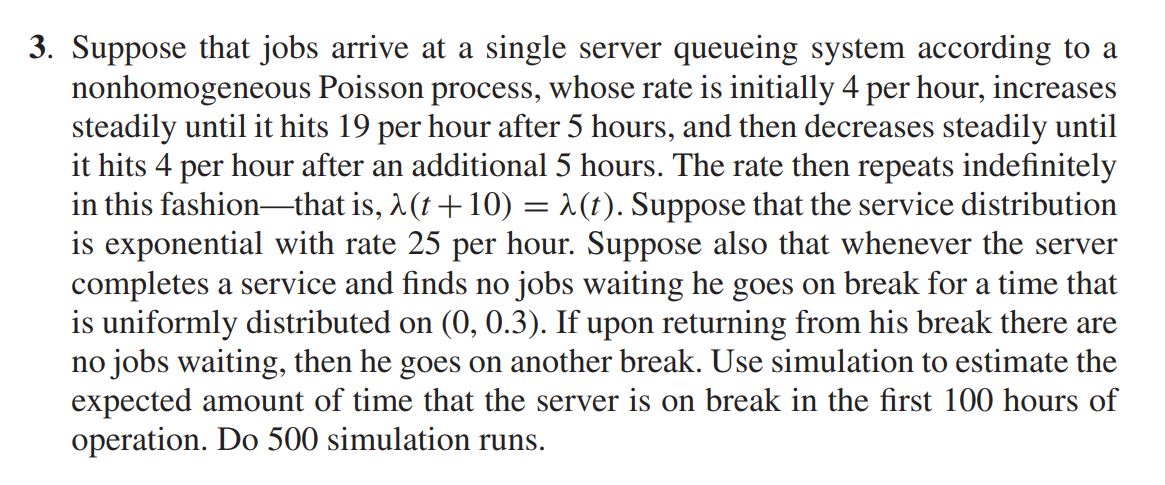 3. Suppose that jobs arrive at a single server queueing system according to a
nonhomogeneous Poisson process, whose rate is initially 4 per hour, increases
steadily until it hits 19 per hour after 5 hours, and then decreases steadily until
it hits 4 per hour after an additional 5 hours. The rate then repeats indefinitely
in this fashion—that is, λ(t + 10) = λ(t). Suppose that the service distribution
is exponential with rate 25 per hour. Suppose also that whenever the server
completes a service and finds no jobs waiting he goes on break for a time that
is uniformly distributed on (0, 0.3). If upon returning from his break there are
no jobs waiting, then he goes on another break. Use simulation to estimate the
expected amount of time that the server is on break in the first 100 hours of
operation. Do 500 simulation runs.